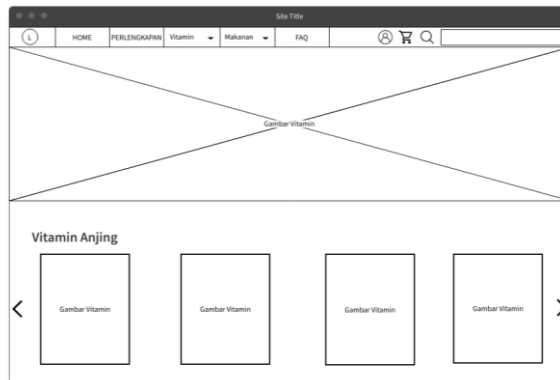 Site Title
L HOME PERLENGKAPAN Vitamin Makanan FAQ
Gambar Vitamin
Vitamin Anjing
Gambar Vitamin Gambar Vitamin Gambar Vitamin Gambar Vitamin